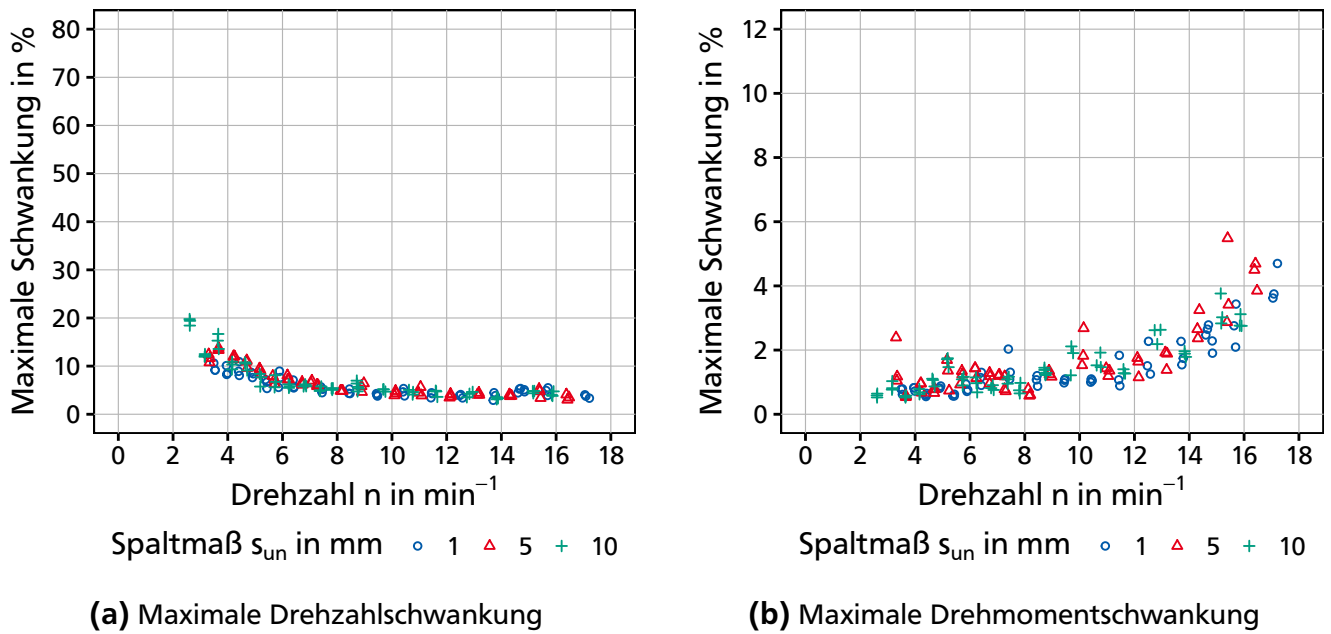 Maximale Schwankung in %
80
70
60
50
40
30
20
10
0
0 2 4 6 8 10 12 14 16 18
Drehzahl n in min⁻¹
Spaltmaß sun in mm 1 5 10
(a) Maximale Drehzahlschwankung
Maximale Schwankung in %
12
10
8
6
4
2
0
0 2 4 6 8 10 12 14 16 18
Drehzahl n in min⁻¹
Spaltmaß sun in mm 1 5 10
(b) Maximale Drehmomentschwankung